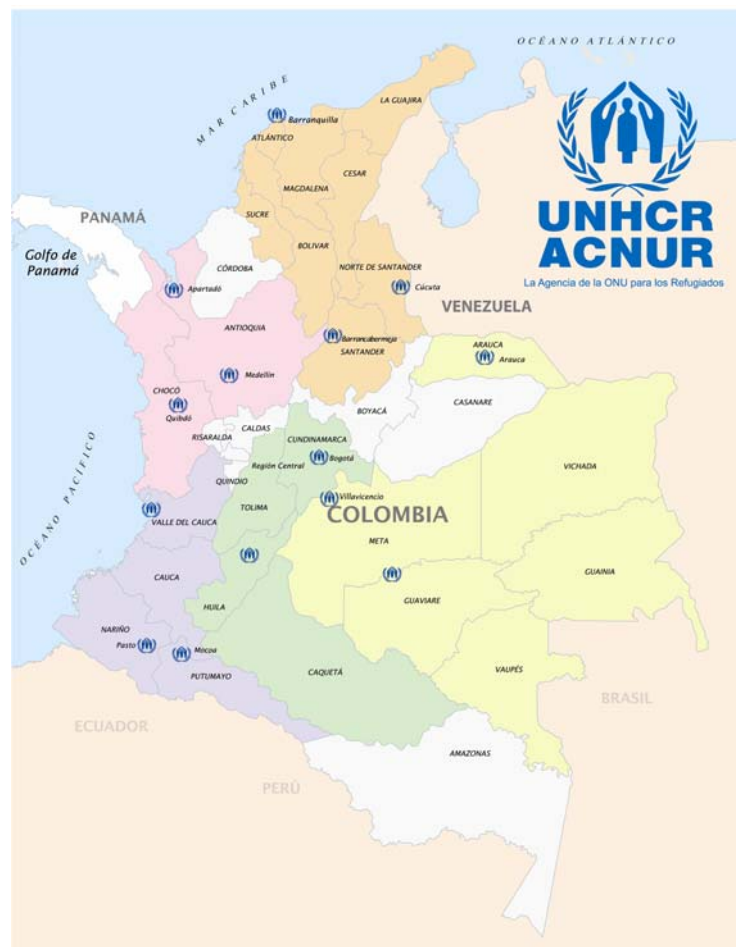 OCÉANO ATLÁNTICO
MAR CARIBE
LA GUAJIRA
Barranquilla
ATLÁNTICO
CESAR
MAGDALENA
UNHCR
ACNUR
La Agencia de la ONU para los Refugiados
PANAMÁ
SUCRE
Golfo de
Panamá
BOLIVAR
CÓRDOBA
NORTE DE SANTANDER
Cúcuta
Apartadó
VENEZUELA
ANTIOQUIA
Barrancabermeja
SANTANDER
ARAUCA
Arauca
Medellín
CHOCÓ
Quibdó
BOYACÁ
CASANARE
CALDAS
RISARALDA
CUNDINAMARCA
Bogotá
Región Central
VICHADA
QUINDIO
Villavicencio
OCÉANO PACÍFICO
TOLIMA
COLOMBIA
VALLE DEL CAUCA
META
CAUCA
GUAINIA
GUAVIARE
HUILA
NARIÑO
Pasto
Mocoa
PUTUMAYO
CAQUETÁ
VAUPÉS
BRASIL
ECUADOR
AMAZONAS
PERÚ